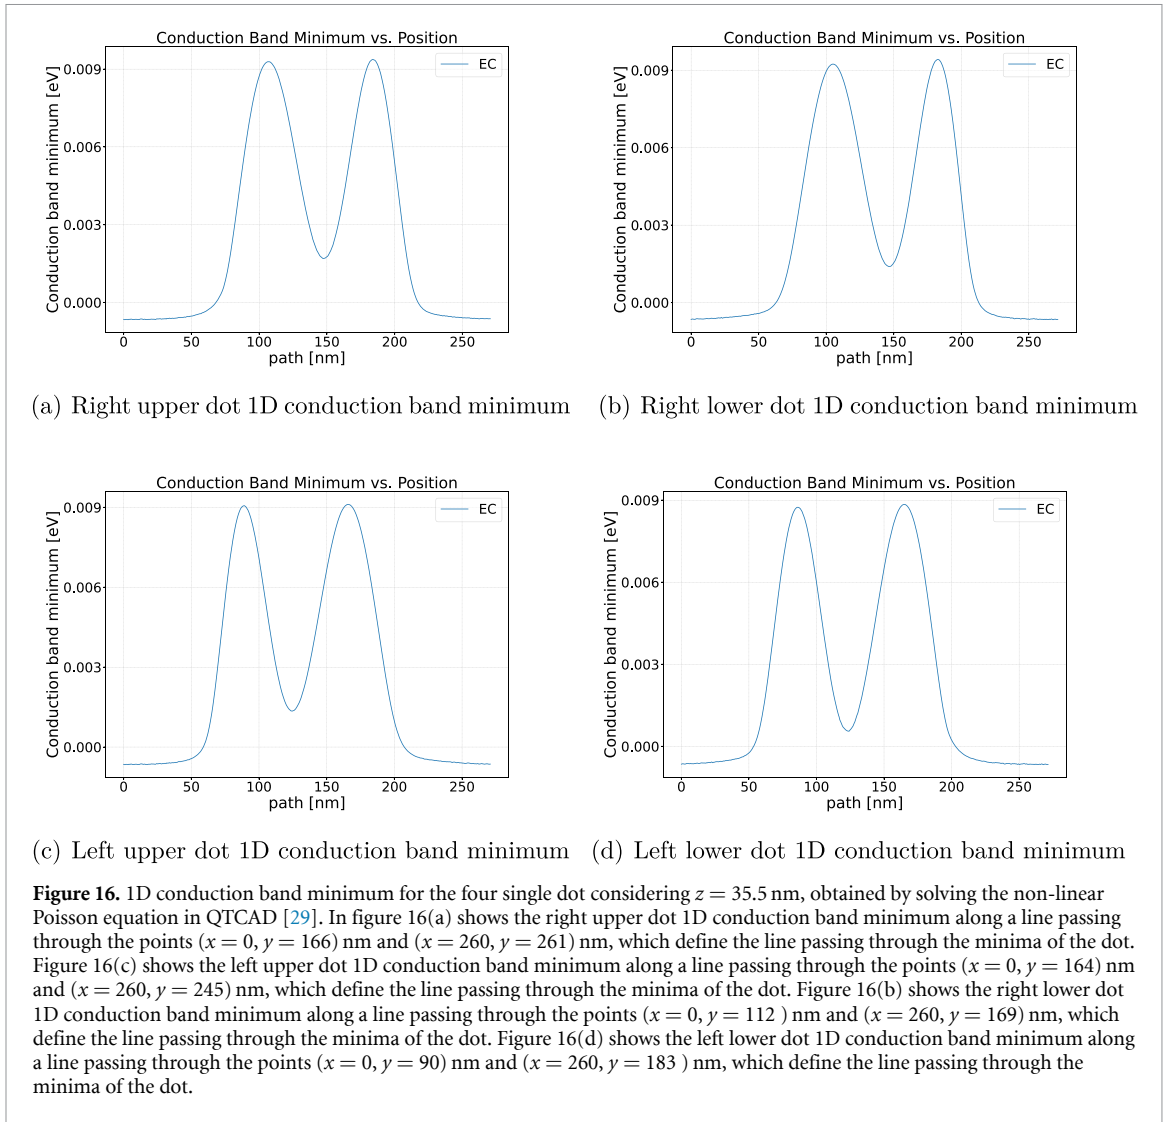 Conduction Band Minimum vs. Position
EC
Conduction band minimum [eV]
0.009
0.006
0.003
0.000
0 50 100 150 200 250
path [nm]
Conduction Band Minimum vs. Position
EC
Conduction band minimum [eV]
0.009
0.006
0.003
0.000
0 50 100 150 200 250
path [nm]
(a) Right upper dot 1D conduction band minimum
(b) Right lower dot 1D conduction band minimum
Conduction Band Minimum vs. Position
EC
Conduction band minimum [eV]
0.009
0.006
0.003
0.000
0 50 100 150 200 250
path [nm]
Conduction Band Minimum vs. Position
EC
Conduction band minimum [eV]
0.009
0.006
0.003
0.000
0 50 100 150 200 250
path [nm]
(c) Left upper dot 1D conduction band minimum
(d) Left lower dot 1D conduction band minimum
Figure 16. 1D conduction band minimum for the four single dot considering z = 35.5 nm, obtained by solving the non-linear
Poisson equation in QTCAD [29]. In figure 16(a) shows the right upper dot 1D conduction band minimum along a line passing
through the points (x = 0, y = 166) nm and (x = 260, y = 261) nm, which define the line passing through the minima of the dot.
Figure 16(c) shows the left upper dot 1D conduction band minimum along a line passing through the points (x = 0, y = 164) nm
and (x = 260, y = 245) nm, which define the line passing through the minima of the dot. Figure 16(b) shows the right lower dot
1D conduction band minimum along a line passing through the points (x = 0, y = 112 ) nm and (x = 260, y = 169) nm, which
define the line passing through the minima of the dot. Figure 16(d) shows the left lower dot 1D conduction band minimum along
a line passing through the points (x = 0, y = 90) nm and (x = 260, y = 183 ) nm, which define the line passing through the
minima of the dot.